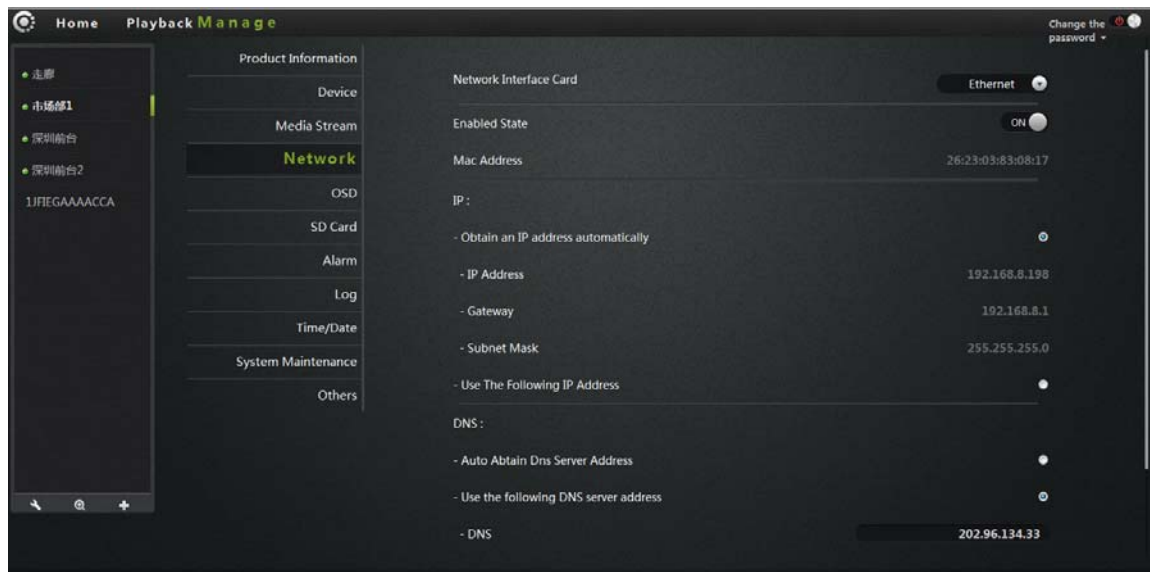 Home Playback Manage
Change the password
走廊
市场部1
深圳前台
深圳前台2
1JFIEGAAAACCA
Product Information
Device
Media Stream
Network
OSD
SD Card
Alarm
Log
Time/Date
System Maintenance
Others
Network Interface Card Ethernet
Enabled State ON
Mac Address 26:23:03:83:08:17
IP :
- Obtain an IP address automatically
- IP Address 192.168.8.198
- Gateway 192.168.8.1
- Subnet Mask 255.255.255.0
- Use The Following IP Address
DNS :
- Auto Abtain Dns Server Address
- Use the following DNS server address
- DNS 202.96.134.33